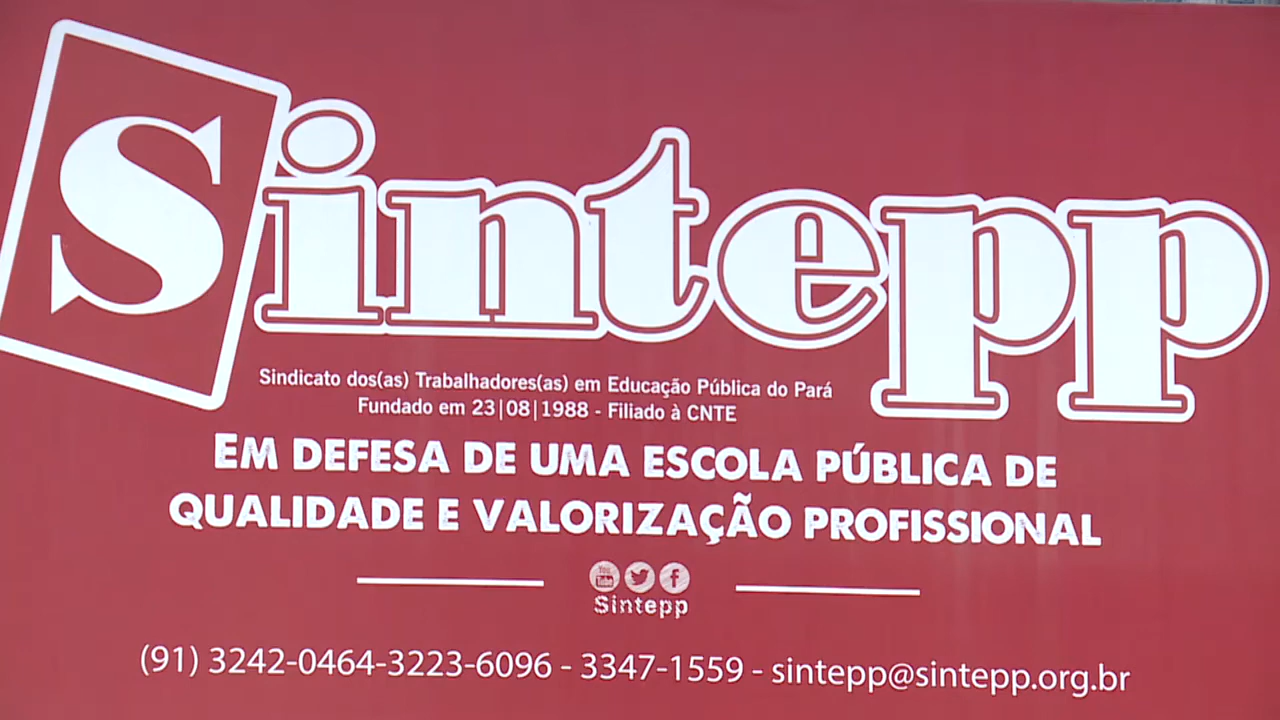 Sintepp
Sindicato dos(as) Trabalhadores(as) em Educação Pública do Pará
Fundado em 23|08|1988 - Filiado à CNTE
EM DEFESA DE UMA ESCOLA PÚBLICA DE
QUALIDADE E VALORIZAÇÃO PROFISSIONAL
You Tube f
Sintepp
(91) 3242-0464-3223-6096 - 3347-1559 - sintepp@sintepp.org.br